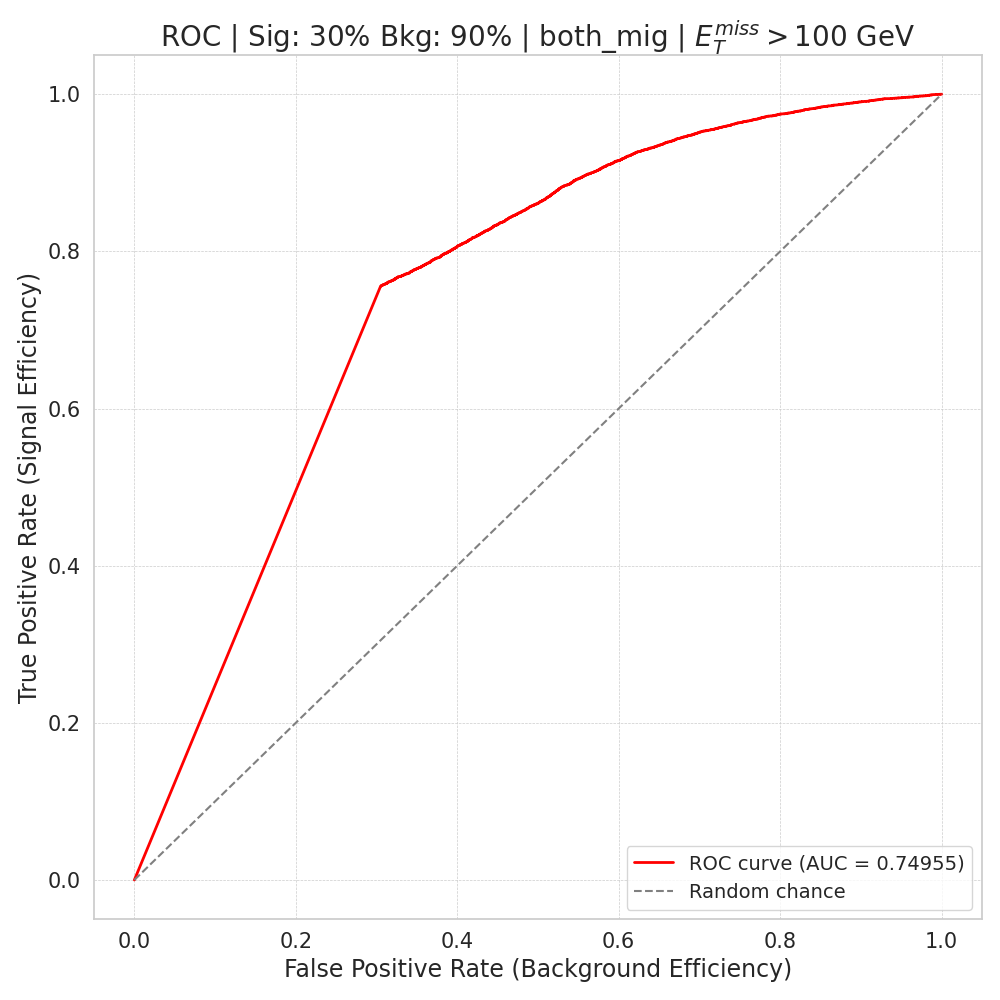 ROC | Sig: 30% Bkg: 90% | both_mig | $E_T^{miss} > 100$ GeV
1.0
0.8
0.6
0.4
0.2
0.0
True Positive Rate (Signal Efficiency)
ROC curve (AUC = 0.74955)
Random chance
0.0 0.2 0.4 0.6 0.8 1.0
False Positive Rate (Background Efficiency)